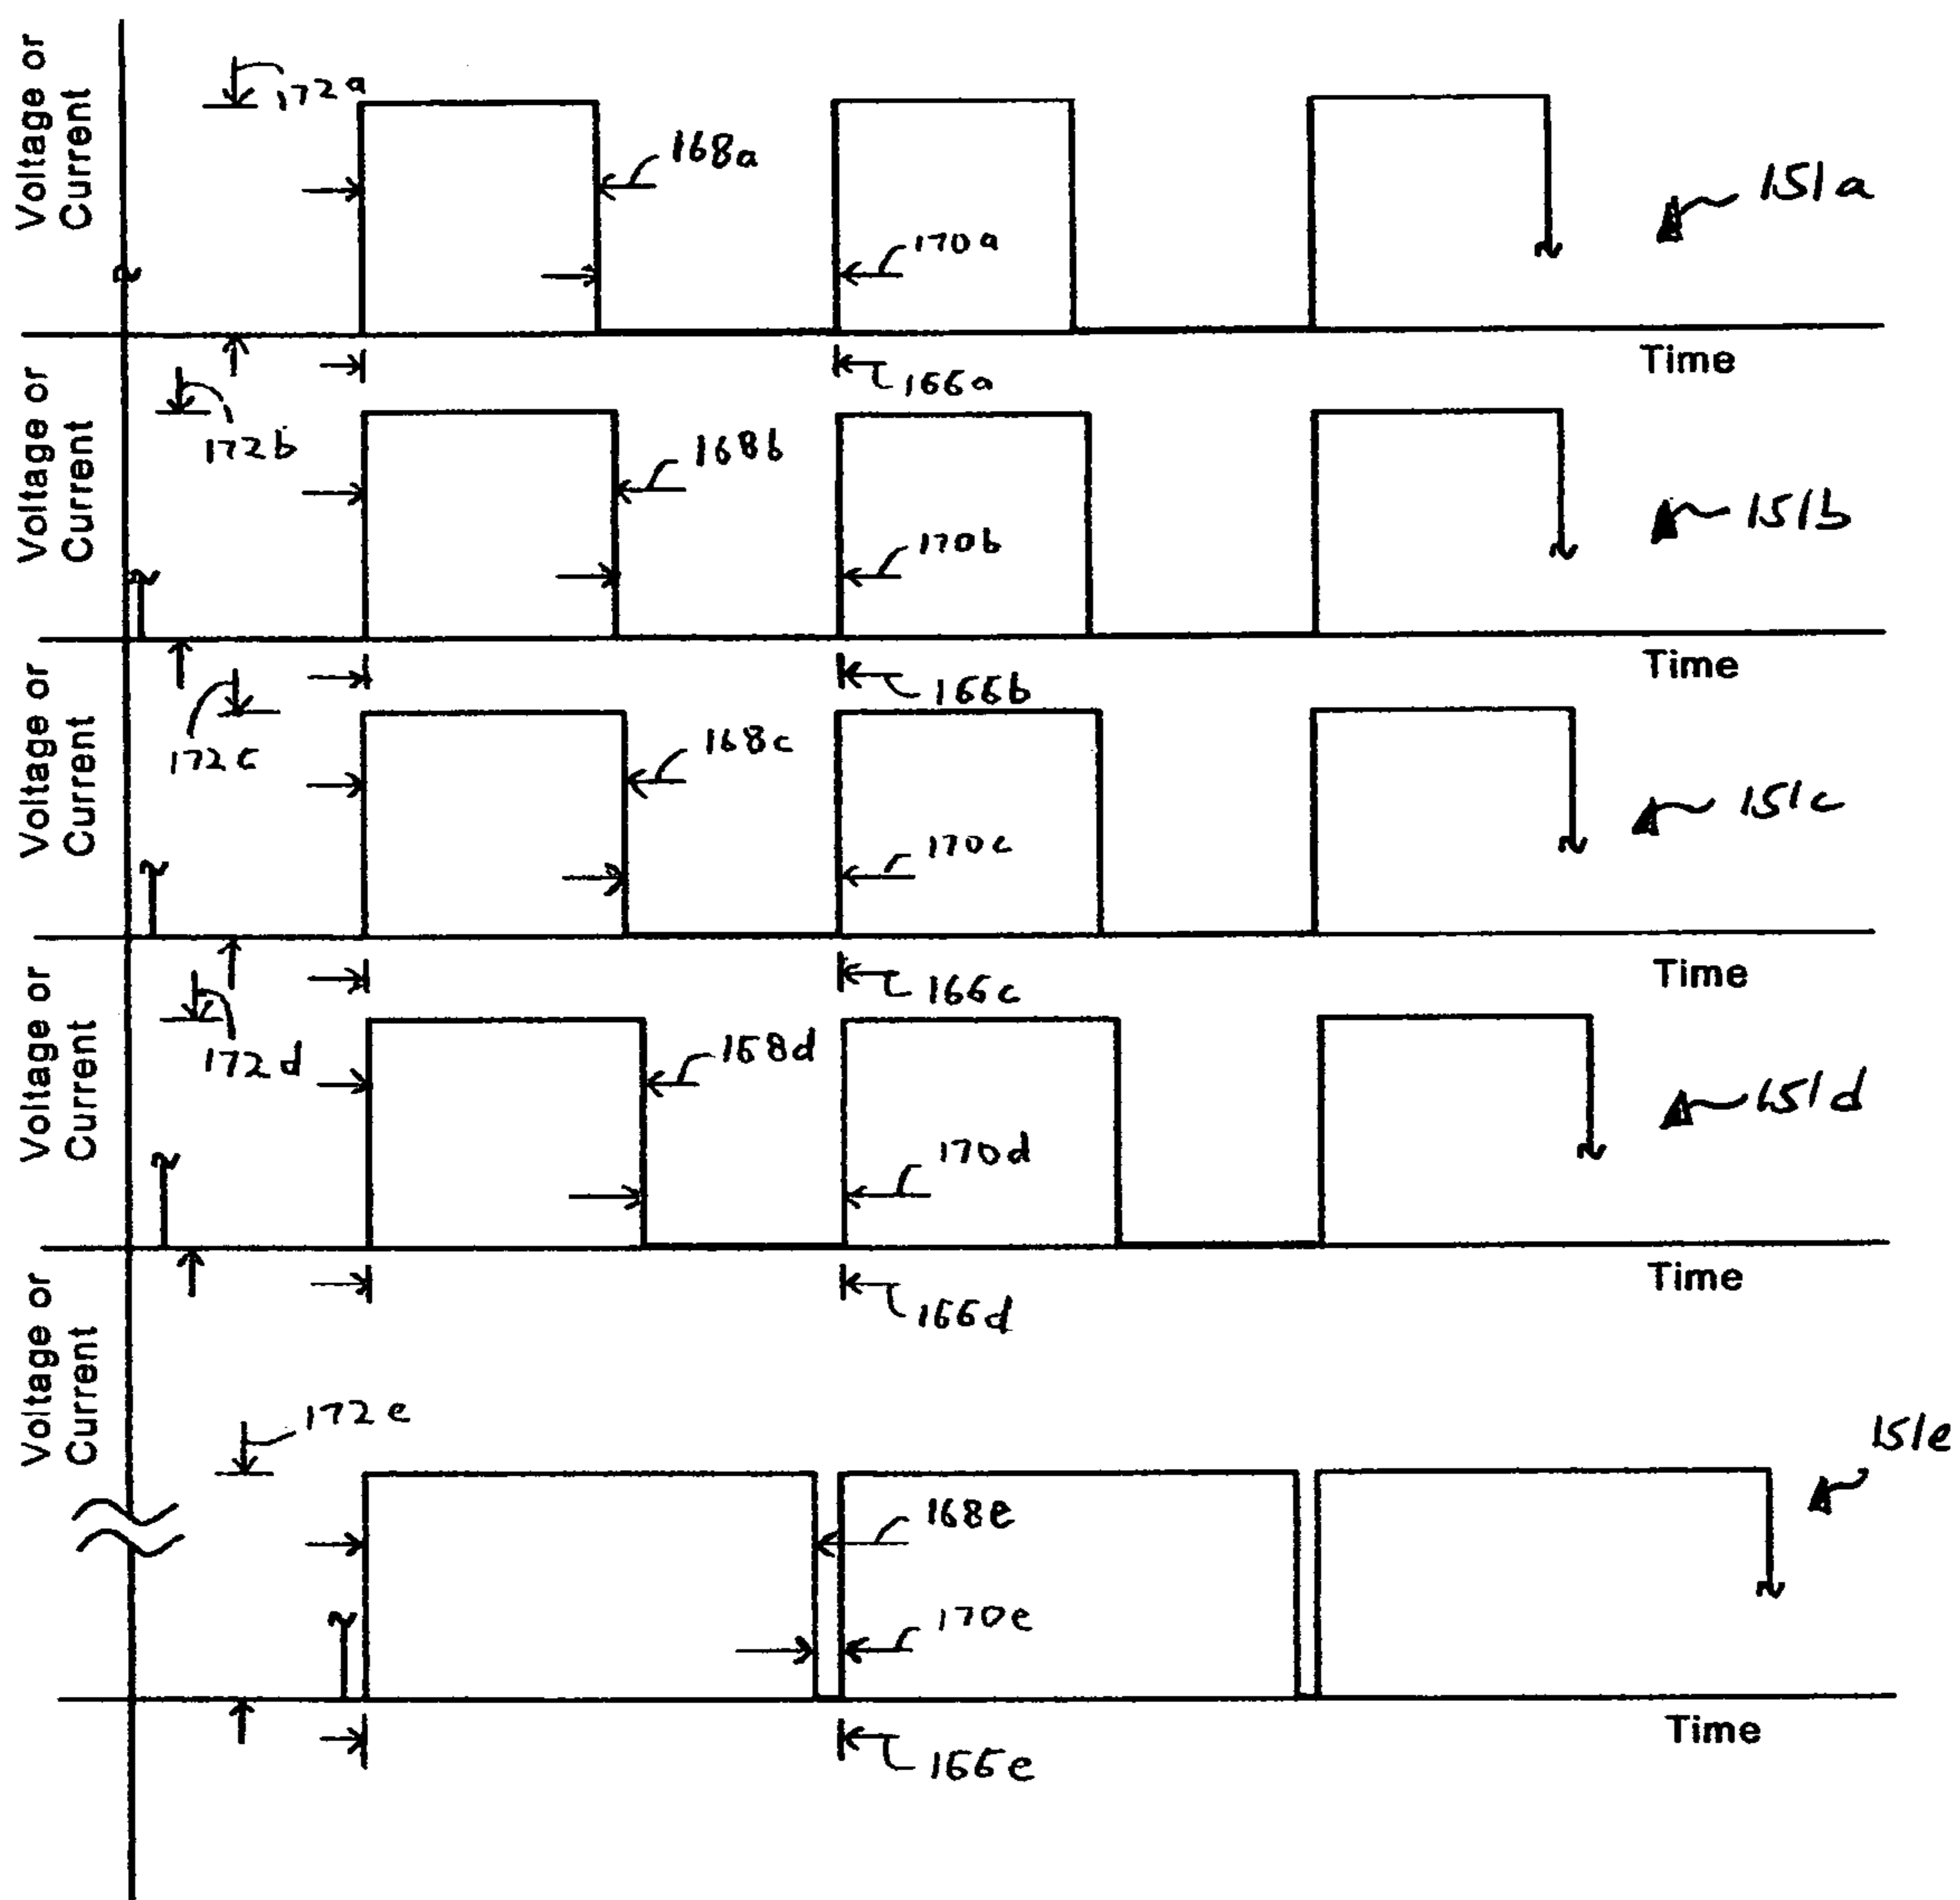 Voltage or
Current
172a
168a
151a
170a
Time
166a
Voltage or
Current
172b
168b
151b
170b
Time
166b
Voltage or
Current
172c
168c
151c
170c
Time
166c
Voltage or
Current
172d
168d
151d
170d
Time
166d
Voltage or
Current
172e
151e
168e
170e
Time
166e